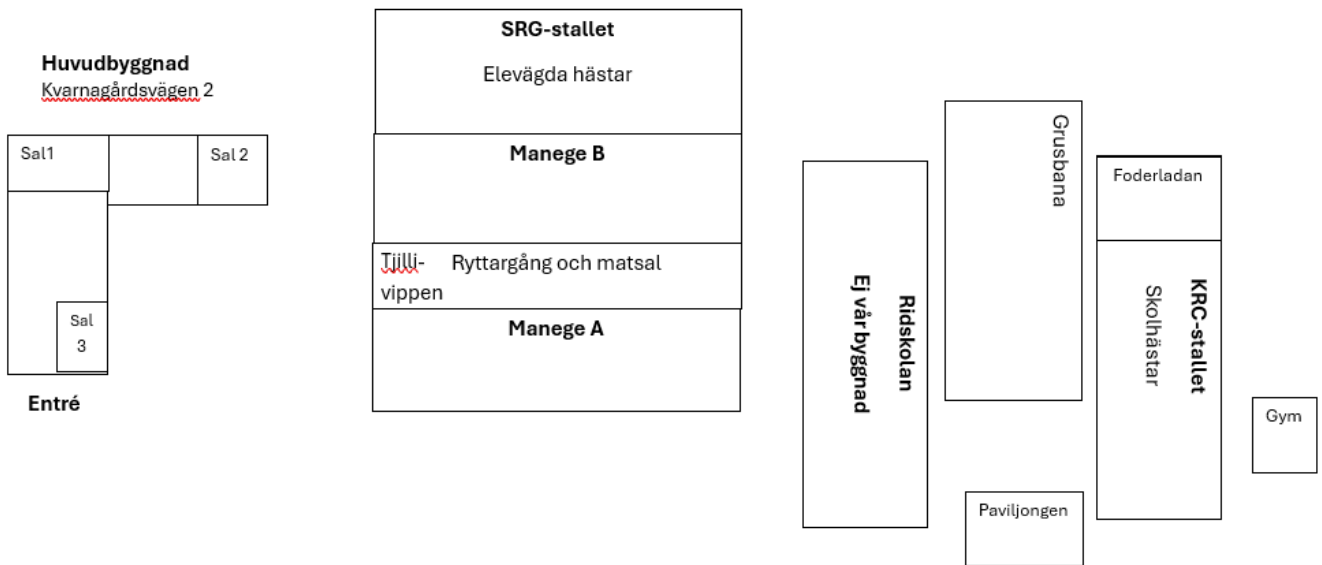 Huvudbyggnad
Kvarnagårdsvägen 2
Sal1
Sal 2
Sal
3
Entré
SRG-stallet
Elevägda hästar
Manege B
Tjilli-
vippen
Ryttargång och matsal
Manege A
Ridskolan
Ej vår byggnad
Grusbana
Foderladan
KRC-stallet
Skolhästar
Gym
Paviljongen